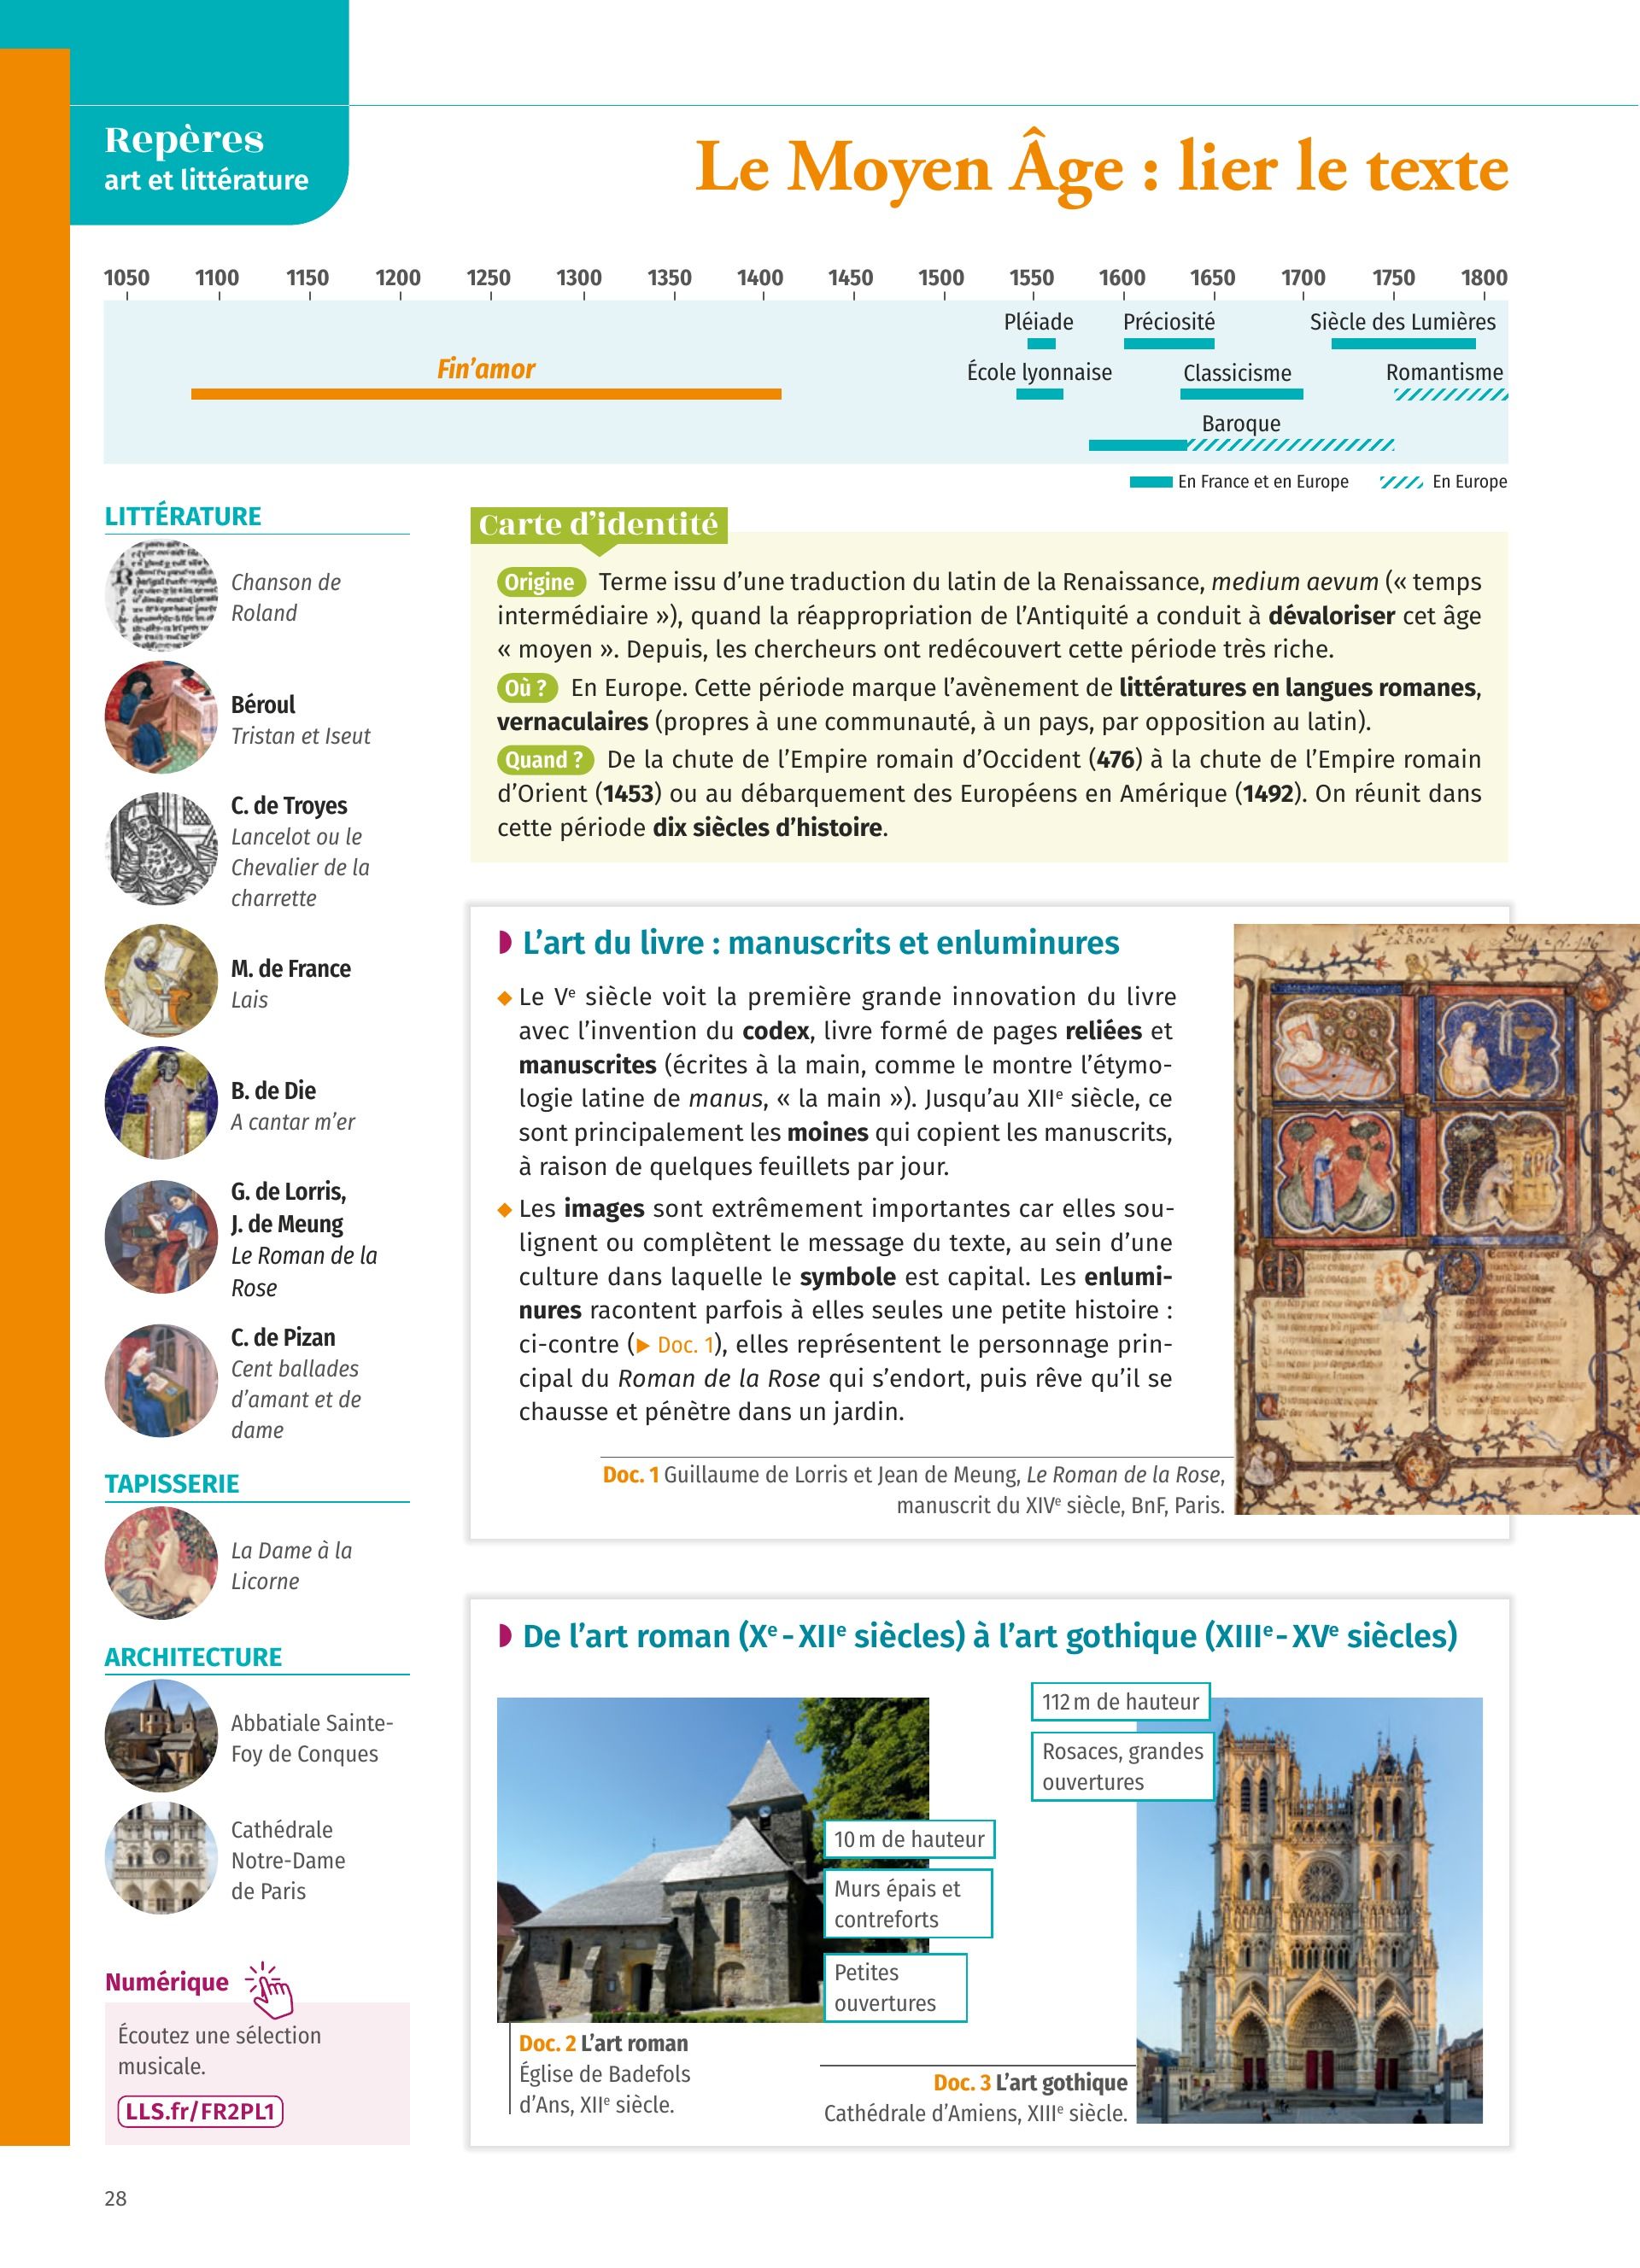 Repères
art et littérature
Le Moyen Âge : lier le texte
1050 1100 1150 1200 1250 1300 1350 1400 1450 1500 1550 1600 1650 1700 1750 1800
Pléiade Préciosité Siècle des Lumières
Fin’amor École lyonnaise Classicisme Romantisme
Baroque
En France et en Europe En Europe
LITTÉRATURE
Chanson de
Roland
Béroul
Tristan et Iseut
C. de Troyes
Lancelot ou le
Chevalier de la
charrette
M. de France
Lais
B. de Die
A cantar m’er
G. de Lorris,
J. de Meung
Le Roman de la
Rose
C. de Pizan
Cent ballades
d’amant et de
dame
TAPISSERIE
La Dame à la
Licorne
ARCHITECTURE
Abbatiale Sainte-
Foy de Conques
Cathédrale
Notre-Dame
de Paris
Numérique
Écoutez une sélection
musicale.
LLS.fr/FR2PL1
Carte d’identité
Origine Terme issu d’une traduction du latin de la Renaissance, medium aevum (« temps
intermédiaire »), quand la réappropriation de l’Antiquité a conduit à dévaloriser cet âge
« moyen ». Depuis, les chercheurs ont redécouvert cette période très riche.
Où ? En Europe. Cette période marque l’avènement de littératures en langues romanes,
vernaculaires (propres à une communauté, à un pays, par opposition au latin).
Quand ? De la chute de l’Empire romain d’Occident (476) à la chute de l’Empire romain
d’Orient (1453) ou au débarquement des Européens en Amérique (1492). On réunit dans
cette période dix siècles d’histoire.
L’art du livre : manuscrits et enluminures
Le Ve siècle voit la première grande innovation du livre
avec l’invention du codex, livre formé de pages reliées et
manuscrites (écrites à la main, comme le montre l’étymo-
logie latine de manus, « la main »). Jusqu’au XIIe siècle, ce
sont principalement les moines qui copient les manuscrits,
à raison de quelques feuillets par jour.
Les images sont extrêmement importantes car elles sou-
lignent ou complètent le message du texte, au sein d’une
culture dans laquelle le symbole est capital. Les enlumi-
nures racontent parfois à elles seules une petite histoire :
ci-contre (▶ Doc. 1), elles représentent le personnage prin-
cipal du Roman de la Rose qui s’endort, puis rêve qu’il se
chausse et pénètre dans un jardin.
Doc. 1 Guillaume de Lorris et Jean de Meung, Le Roman de la Rose,
manuscrit du XIVe siècle, BnF, Paris.
De l’art roman (Xe - XIIe siècles) à l’art gothique (XIIIe - XVe siècles)
112 m de hauteur
Rosaces, grandes
ouvertures
10 m de hauteur
Murs épais et
contreforts
Petites
ouvertures
Doc. 2 L’art roman
Église de Badefols
d’Ans, XIIe siècle.
Doc. 3 L’art gothique
Cathédrale d’Amiens, XIIIe siècle.
28